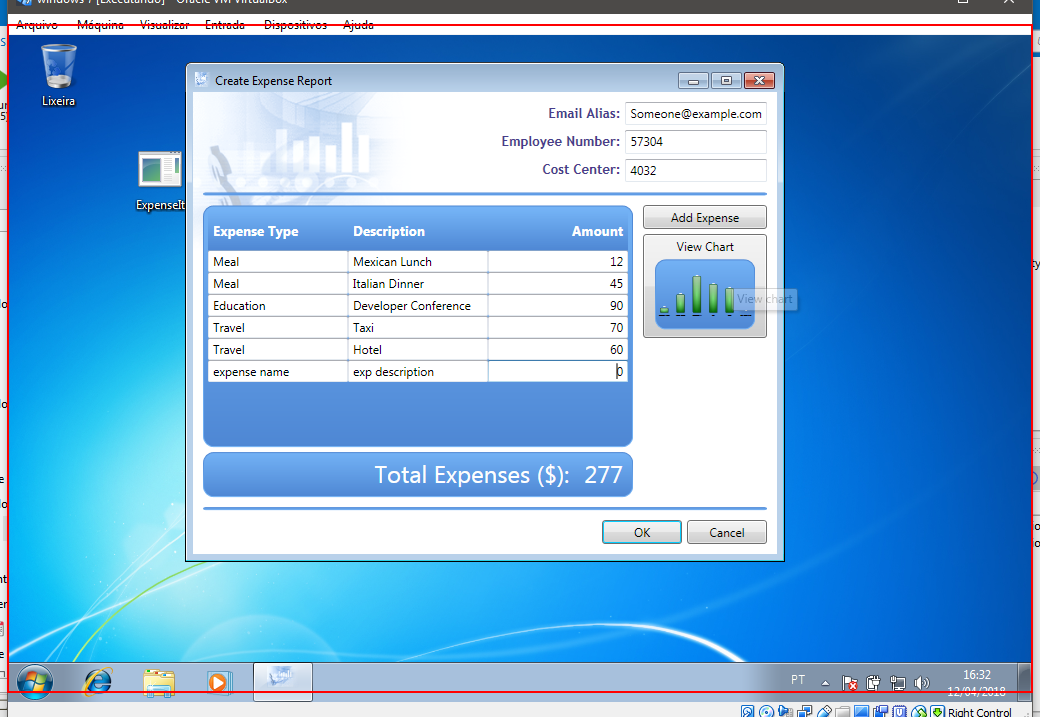 windows 7 [Executando] - Oracle VM VirtualBox
Arquivo Máquina Visualizar Entrada Dispositivos Ajuda
Lixeira
ExpenseIt
Create Expense Report
Email Alias: Someone@example.com
Employee Number: 57304
Cost Center: 4032
Expense Type Description Amount
Meal Mexican Lunch 12
Meal Italian Dinner 45
Education Developer Conference 90
Travel Taxi 70
Travel Hotel 60
expense name exp description 0
Total Expenses ($): 277
Add Expense
View Chart
View chart
OK Cancel
PT
16:32
12/04/2018
Right Control